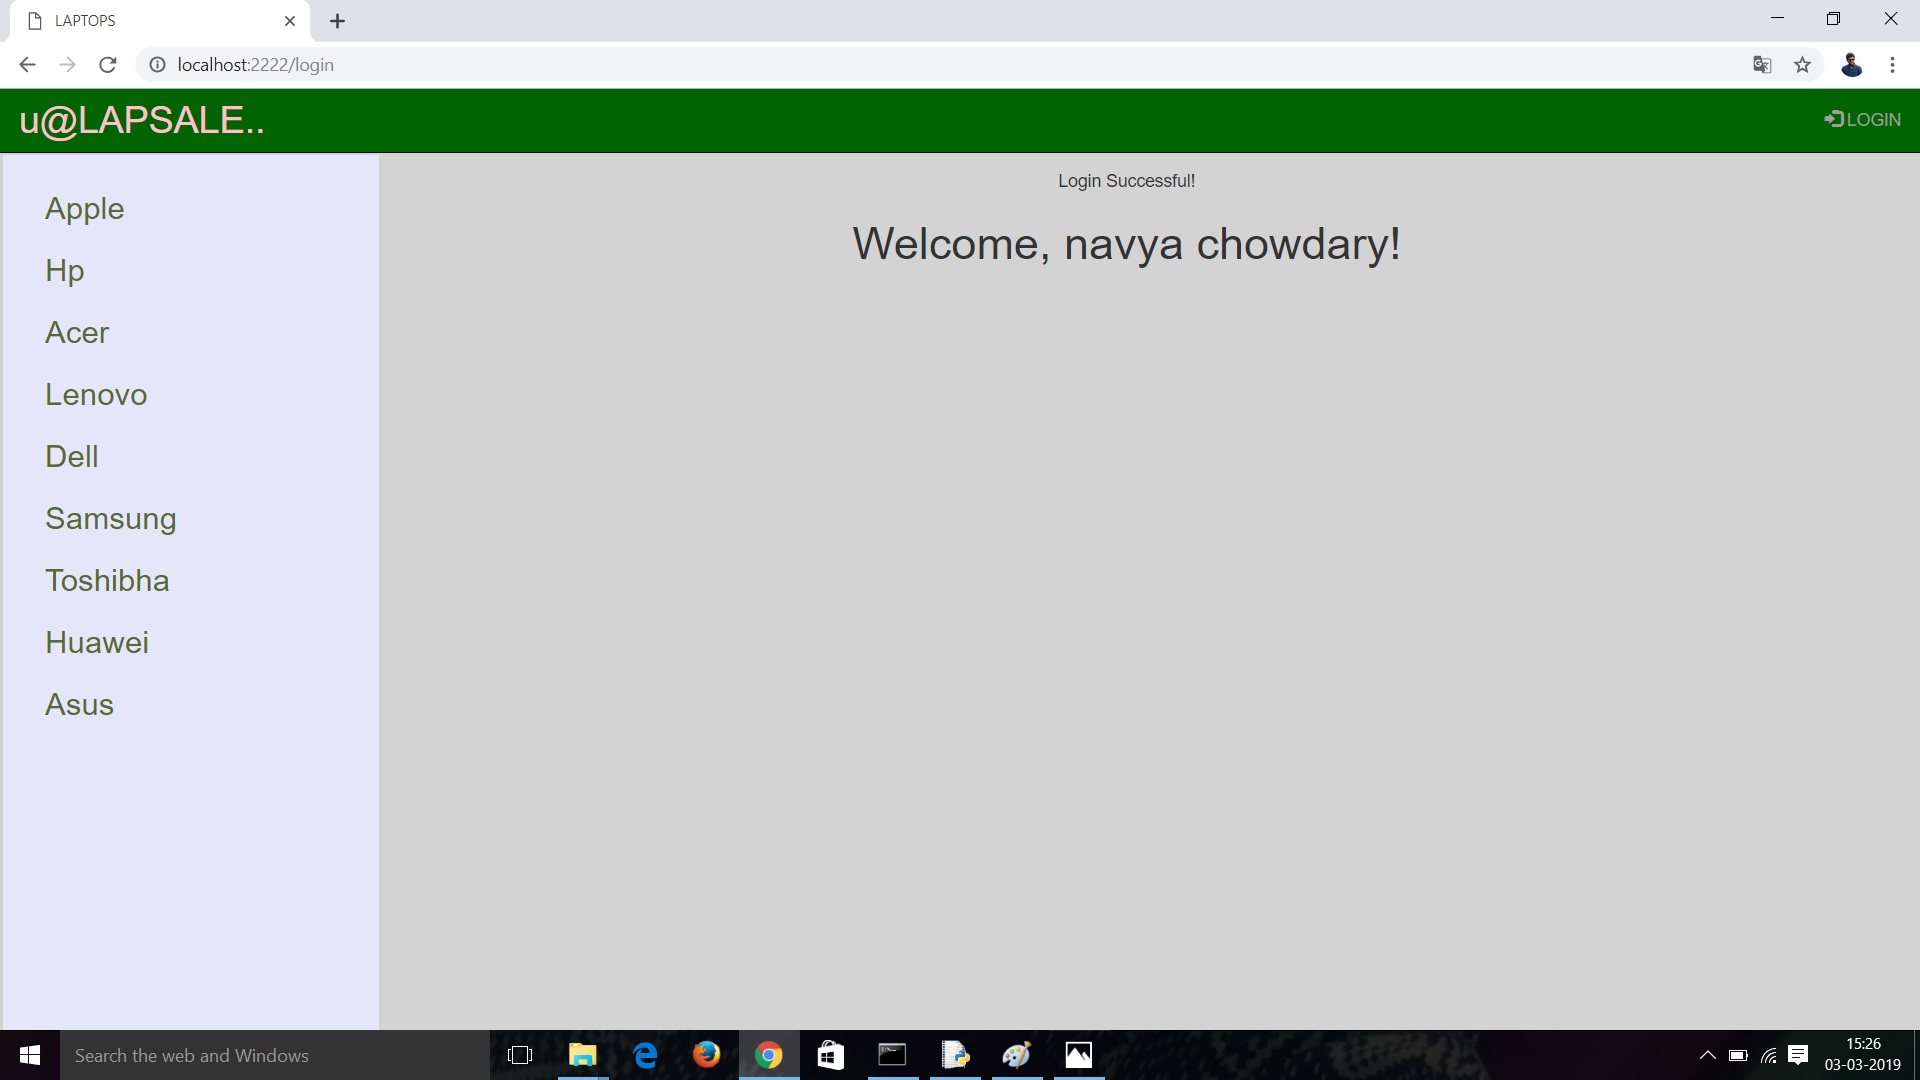 LAPTOPS
localhost:2222/login
u@LAPSALE..
LOGIN
Apple
Hp
Acer
Lenovo
Dell
Samsung
Toshibha
Huawei
Asus
Login Successful!
Welcome, navya chowdary!
Search the web and Windows
15:26
03-03-2019